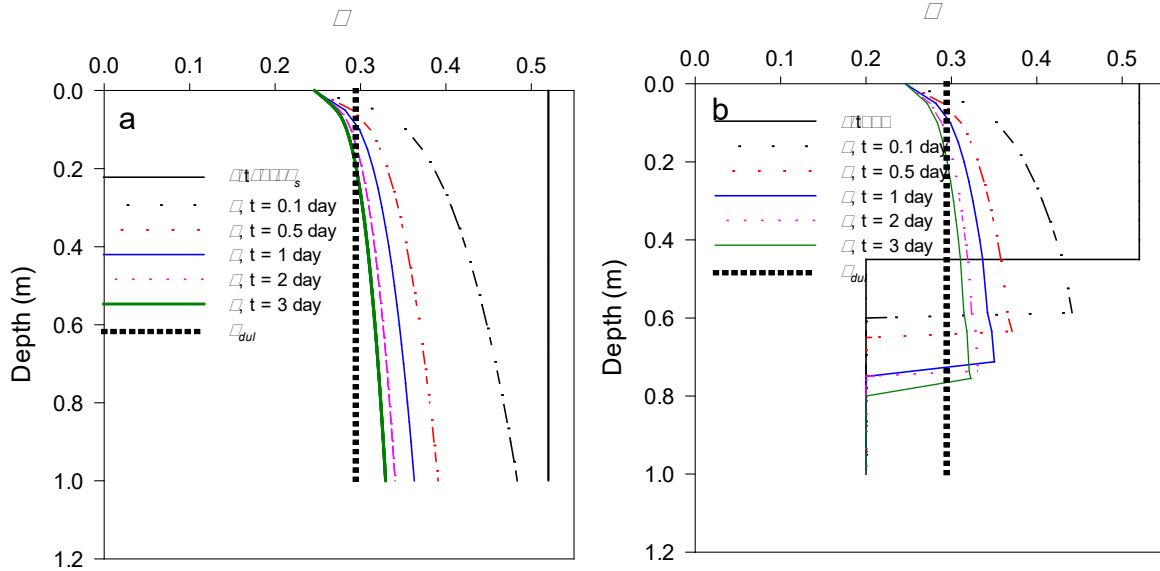 0.0 0.1 0.2 0.3 0.4 0.5
0.0
0.2
0.4
0.6
0.8
1.0
1.2
Depth (m)
a
t s
, t = 0.1 day
, t = 0.5 day
, t = 1 day
, t = 2 day
, t = 3 day
dul
0.0 0.1 0.2 0.3 0.4 0.5
0.0
0.2
0.4
0.6
0.8
1.0
1.2
Depth (m)
b
t
, t = 0.1 day
, t = 0.5 day
, t = 1 day
, t = 2 day
, t = 3 day
dul